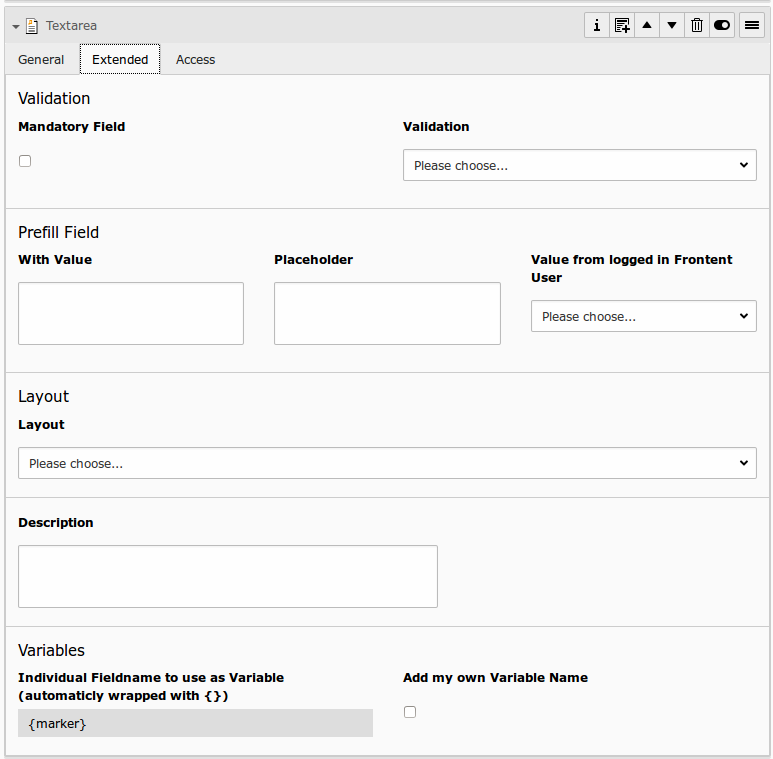 Textarea
General Extended Access
Validation
Mandatory Field
Validation
Please choose...
Prefill Field
With Value
Placeholder
Value from logged in Frontent
User
Please choose...
Layout
Layout
Please choose...
Description
Variables
Individual Fieldname to use as Variable
(automaticly wrapped with {})
{marker}
Add my own Variable Name